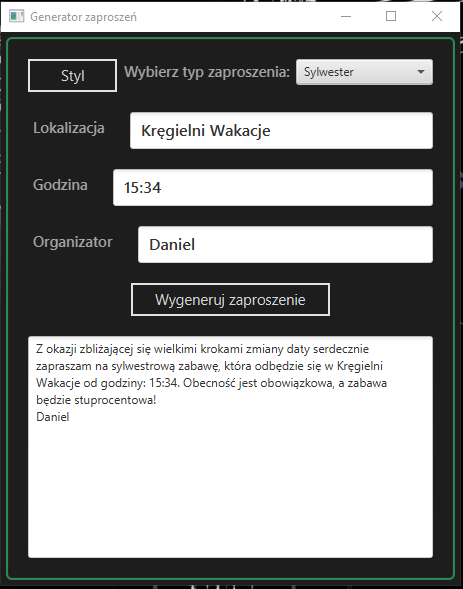 Generator zaproszeń
Styl
Wybierz typ zaproszenia:
Sylwester
Lokalizacja
Kręgielni Wakacje
Godzina
15:34
Organizator
Daniel
Wygeneruj zaproszenie
Z okazji zbliżającej się wielkimi krokami zmiany daty serdecznie
zapraszam na sylwestrową zabawę, która odbędzie się w Kręgielni
Wakacje od godziny: 15:34. Obecność jest obowiązkowa, a zabawa
będzie stuprocentowa!
Daniel